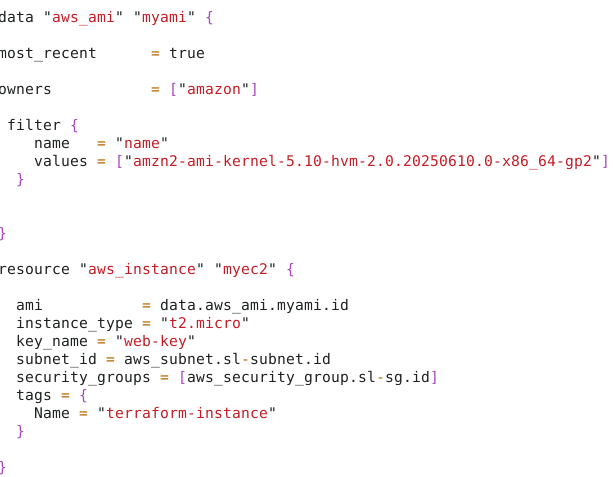 data "aws_ami" "myami" {
most_recent      = true
owners           = ["amazon"]
filter {
name   = "name"
values = ["amzn2-ami-kernel-5.10-hvm-2.0.20250610.0-x86_64-gp2"]
}
}
resource "aws_instance" "myec2" {
ami           = data.aws_ami.myami.id
instance_type = "t2.micro"
key_name = "web-key"
subnet_id = aws_subnet.sl-subnet.id
security_groups = [aws_security_group.sl-sg.id]
tags = {
Name = "terraform-instance"
}
}